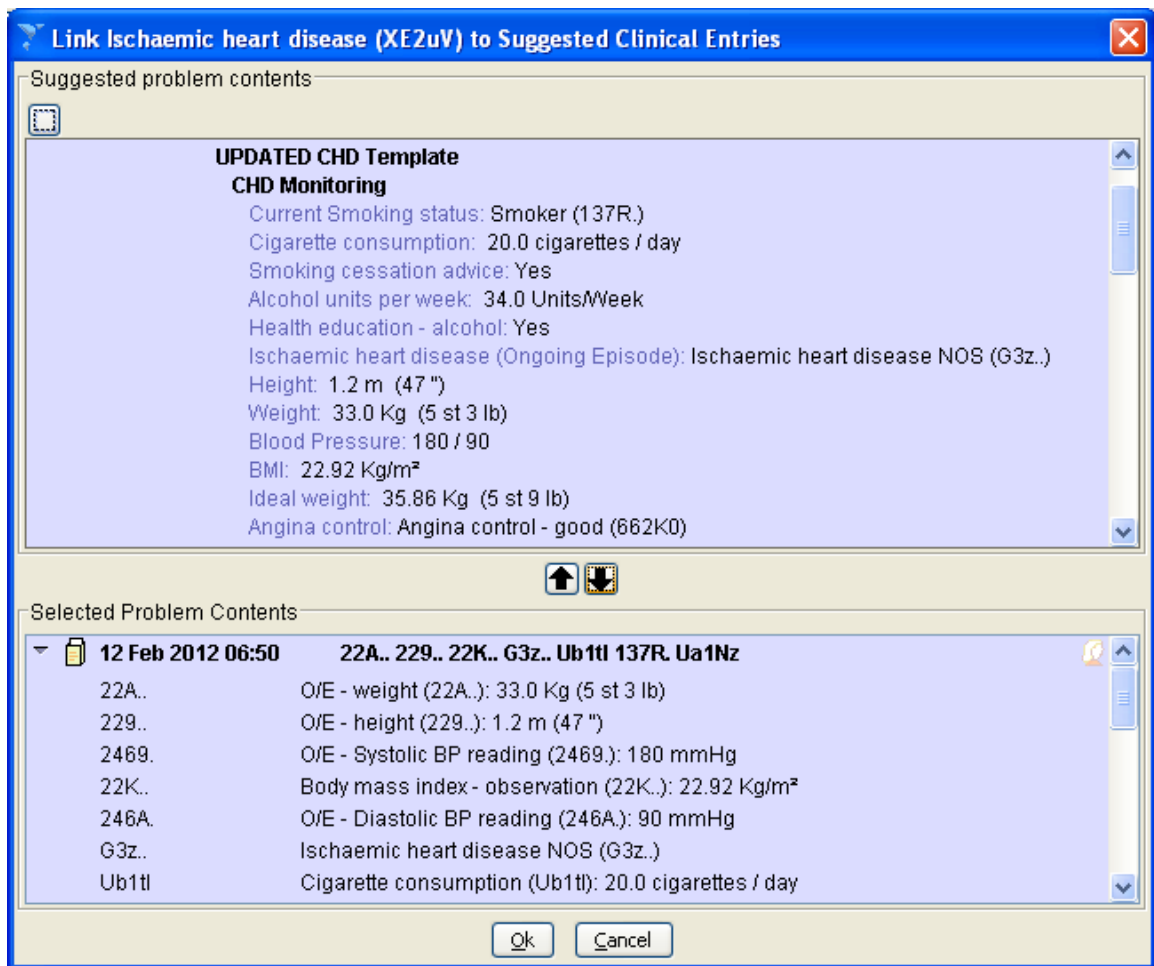 Link Ischaemic heart disease (XE2uV) to Suggested Clinical Entries
Suggested problem contents
UPDATED CHD Template
CHD Monitoring
Current Smoking status: Smoker (137R.)
Cigarette consumption: 20.0 cigarettes / day
Smoking cessation advice: Yes
Alcohol units per week: 34.0 Units/Week
Health education - alcohol: Yes
Ischaemic heart disease (Ongoing Episode): Ischaemic heart disease NOS (G3z..)
Height: 1.2 m (47 ")
Weight: 33.0 Kg (5 st 3 lb)
Blood Pressure: 180 / 90
BMI: 22.92 Kg/m²
Ideal weight: 35.86 Kg (5 st 9 lb)
Angina control: Angina control - good (662K0)
Selected Problem Contents
12 Feb 2012 06:50 22A.. 229.. 22K.. G3z.. Ub1tI 137R. Ua1Nz
22A.. O/E - weight (22A..): 33.0 Kg (5 st 3 lb)
229.. O/E - height (229..): 1.2 m (47 ")
2469. O/E - Systolic BP reading (2469.): 180 mmHg
22K.. Body mass index - observation (22K..): 22.92 Kg/m²
246A. O/E - Diastolic BP reading (246A.): 90 mmHg
G3z.. Ischaemic heart disease NOS (G3z..)
Ub1tI Cigarette consumption (Ub1tI): 20.0 cigarettes / day
Ok Cancel